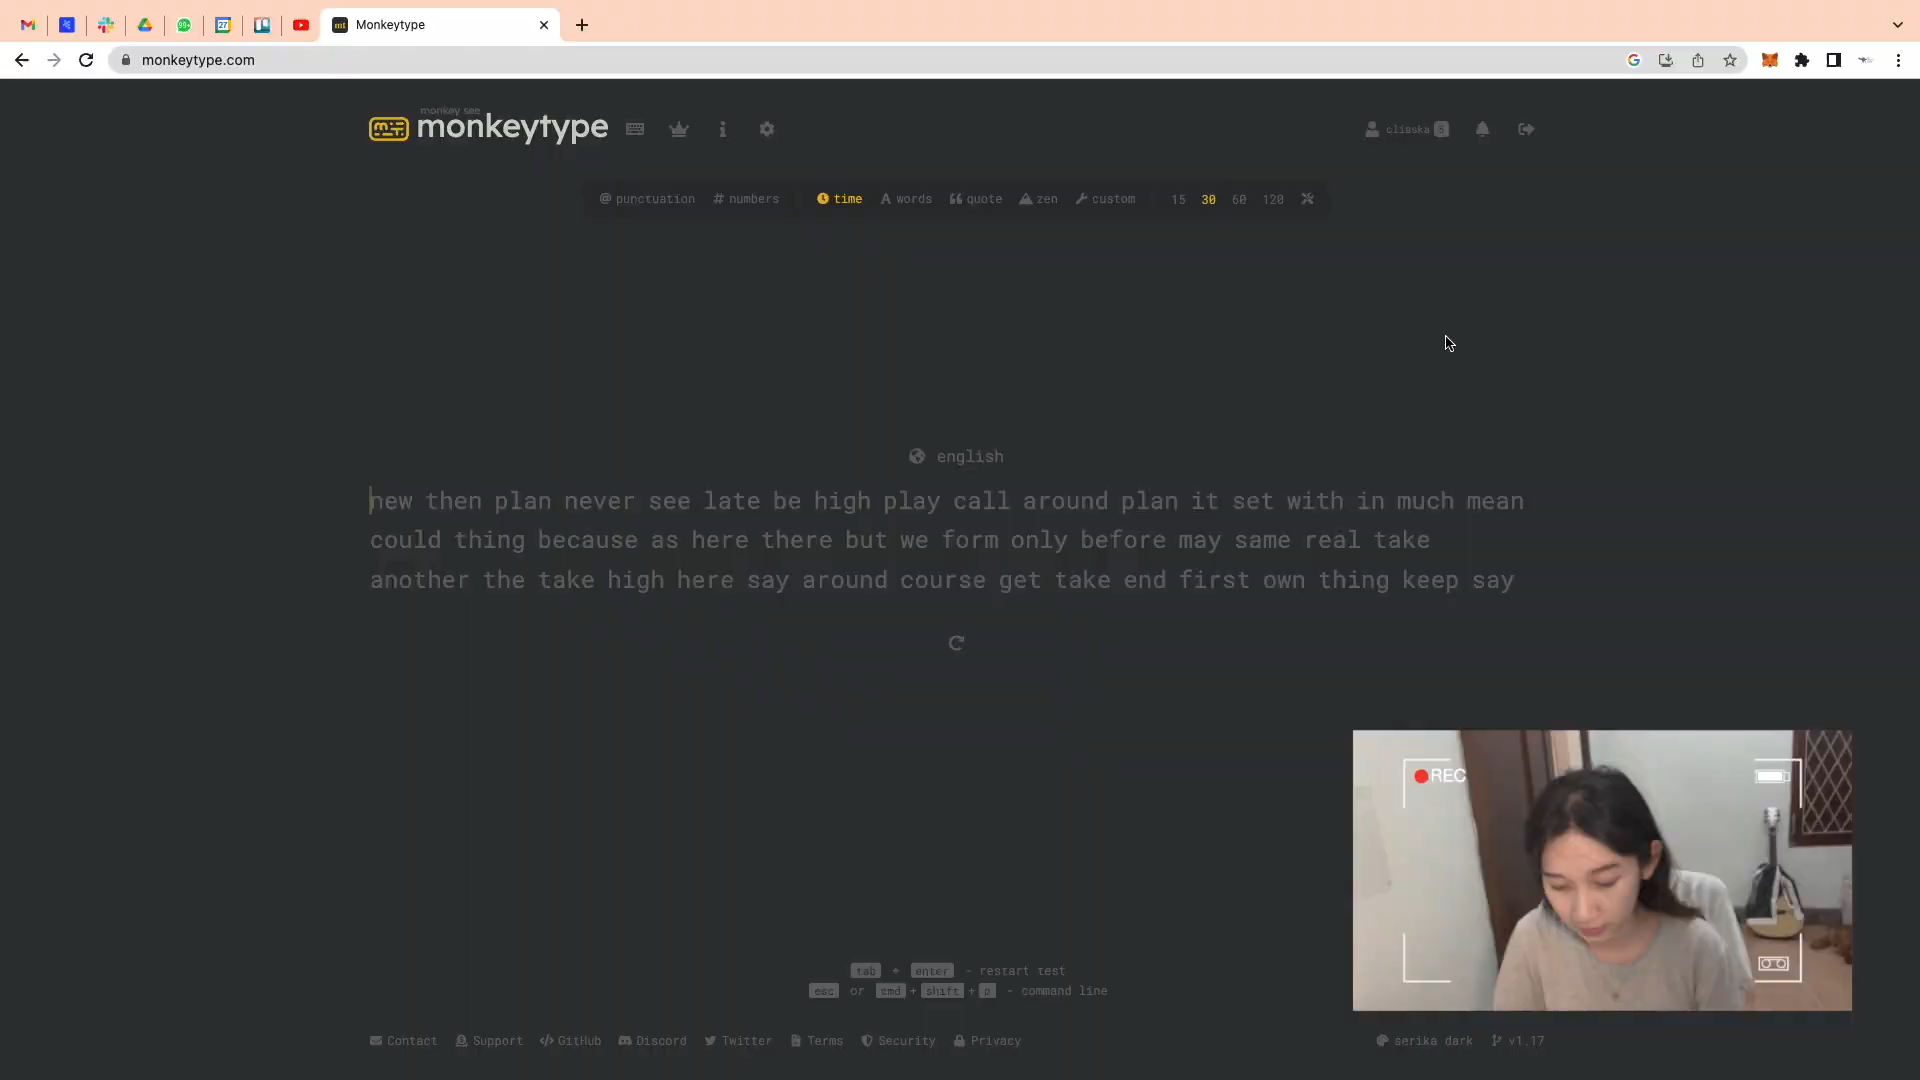 Monkeytype
monkeytype.com
monkey see
monkeytype
cliaska
@ punctuation # numbers time A words quote zen custom 15 30 60 120
english
new then plan never see late be high play call around plan it set with in much mean
could thing because as here there but we form only before may same real take
another the take high here say around course get take end first own thing keep say
REC
tab + enter - restart test
esc or cmd + shift + p - command line
Contact Support GitHub Discord Twitter Terms Security Privacy serika dark v1.17